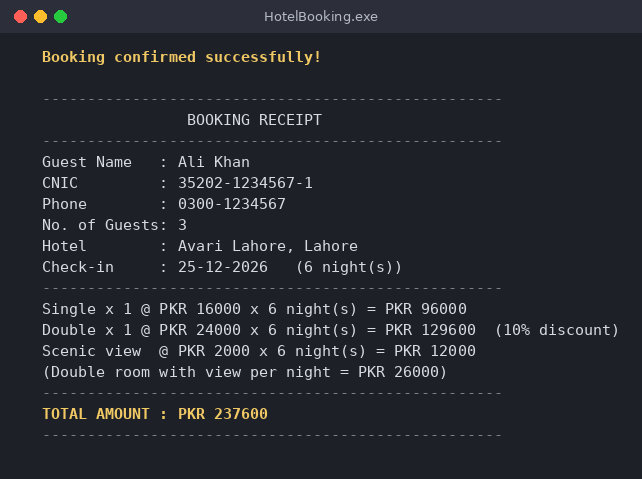 HotelBooking.exe
Booking confirmed successfully!
---------------------------------------------------
BOOKING RECEIPT
---------------------------------------------------
Guest Name   : Ali Khan
CNIC         : 35202-1234567-1
Phone        : 0300-1234567
No. of Guests: 3
Hotel        : Avari Lahore, Lahore
Check-in     : 25-12-2026   (6 night(s))
---------------------------------------------------
Single x 1 @ PKR 16000 x 6 night(s) = PKR 96000
Double x 1 @ PKR 24000 x 6 night(s) = PKR 129600  (10% discount)
Scenic view  @ PKR 2000 x 6 night(s) = PKR 12000
(Double room with view per night = PKR 26000)
---------------------------------------------------
TOTAL AMOUNT : PKR 237600
---------------------------------------------------